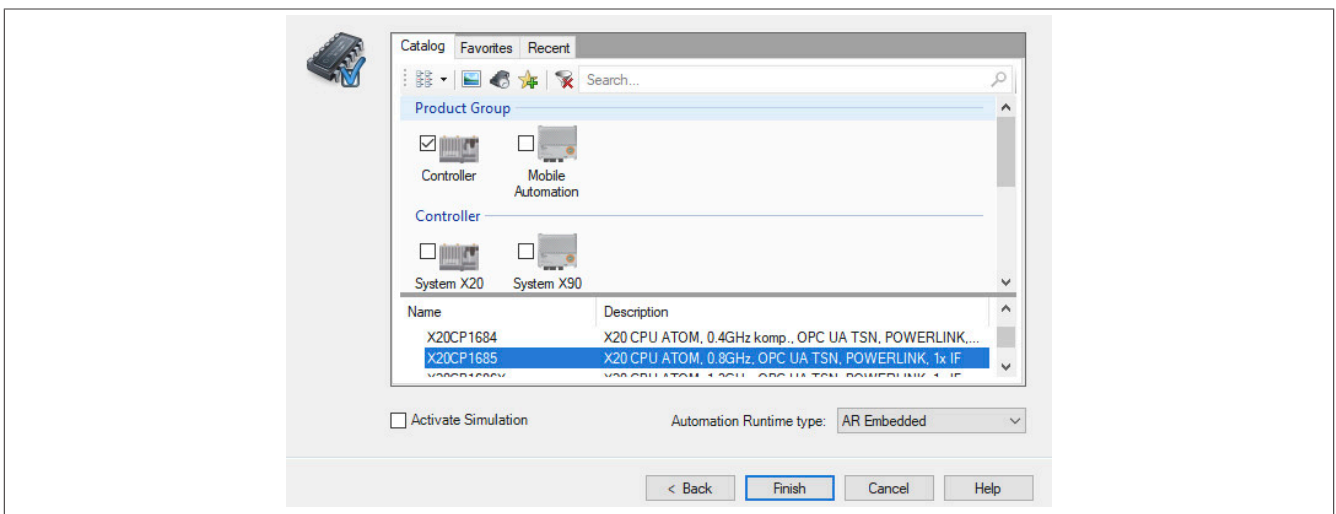 Catalog Favorites Recent
Search...
Product Group
Controller Mobile Automation
Controller
System X20 System X90
Name Description
X20CP1684 X20 CPU ATOM, 0.4GHz komp., OPC UA TSN, POWERLINK,...
X20CP1685 X20 CPU ATOM, 0.8GHz, OPC UA TSN, POWERLINK, 1x IF
Activate Simulation Automation Runtime type: AR Embedded
< Back Finish Cancel Help